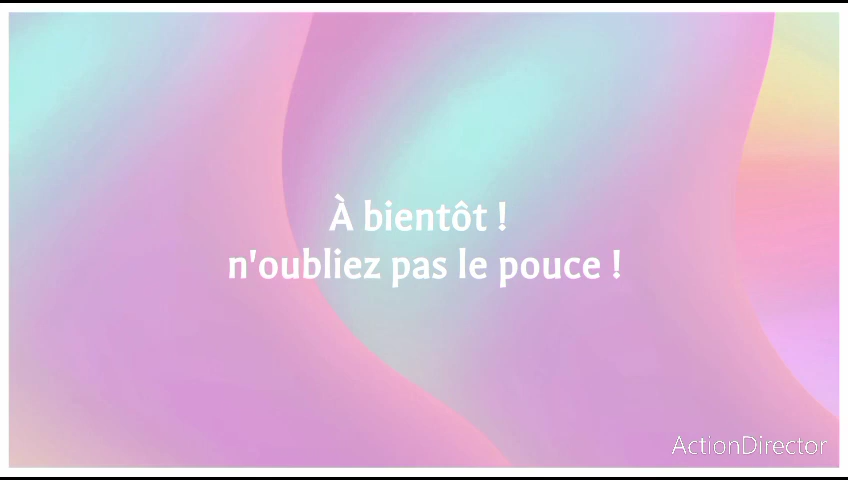 À bientôt !
n'oubliez pas le pouce !
ActionDirector